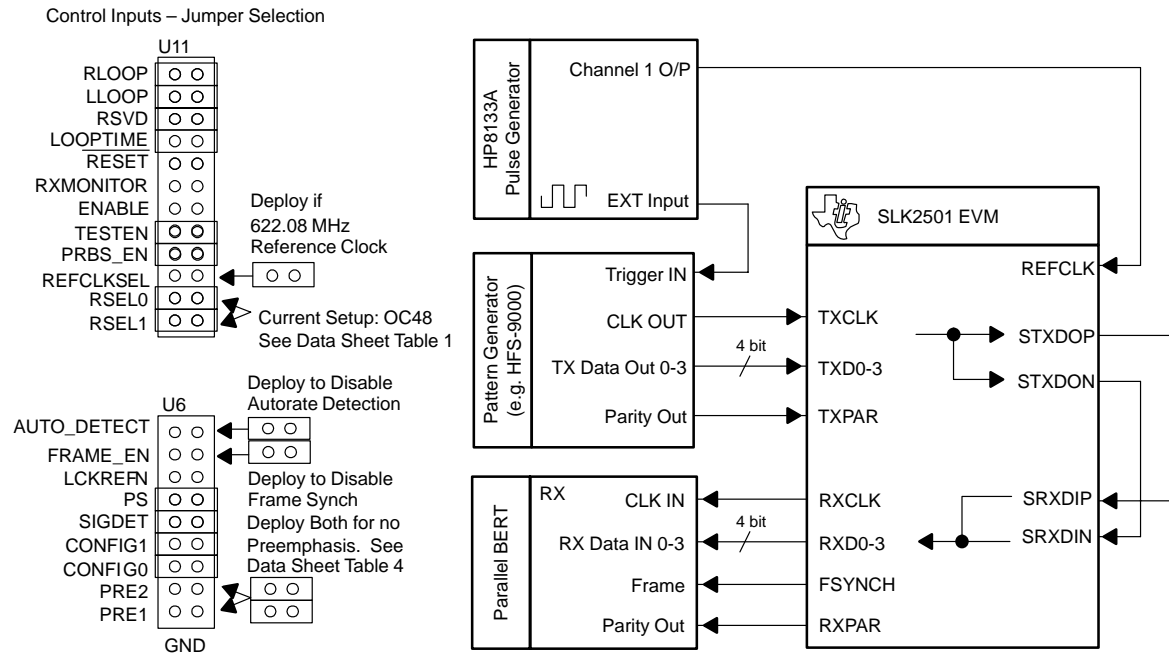 Control Inputs – Jumper Selection
U11
RLOOP
LLOOP
RSVD
LOOPTIME
RESET
RXMONITOR
ENABLE
TESTEN
PRBS_EN
REFCLKSEL
RSEL0
RSEL1
Deploy if
622.08 MHz
Reference Clock
Current Setup: OC48
See Data Sheet Table 1
U6
AUTO_DETECT
FRAME_EN
LCKREFN
PS
SIGDET
CONFIG1
CONFIG0
PRE2
PRE1
GND
Deploy to Disable
Autorate Detection
Deploy to Disable
Frame Synch
Deploy Both for no
Preemphasis. See
Data Sheet Table 4
HP8133A
Pulse Generator
Channel 1 O/P
EXT Input
Pattern Generator
(e.g. HFS-9000)
Trigger IN
CLK OUT
TX Data Out 0-3
Parity Out
4 bit
Parallel BERT
RX
CLK IN
RX Data IN 0-3
Frame
Parity Out
4 bit
SLK2501 EVM
REFCLK
TXCLK
TXD0-3
TXPAR
STXDOP
STXDON
RXCLK
RXD0-3
FSYNCH
RXPAR
SRXDIP
SRXDIN